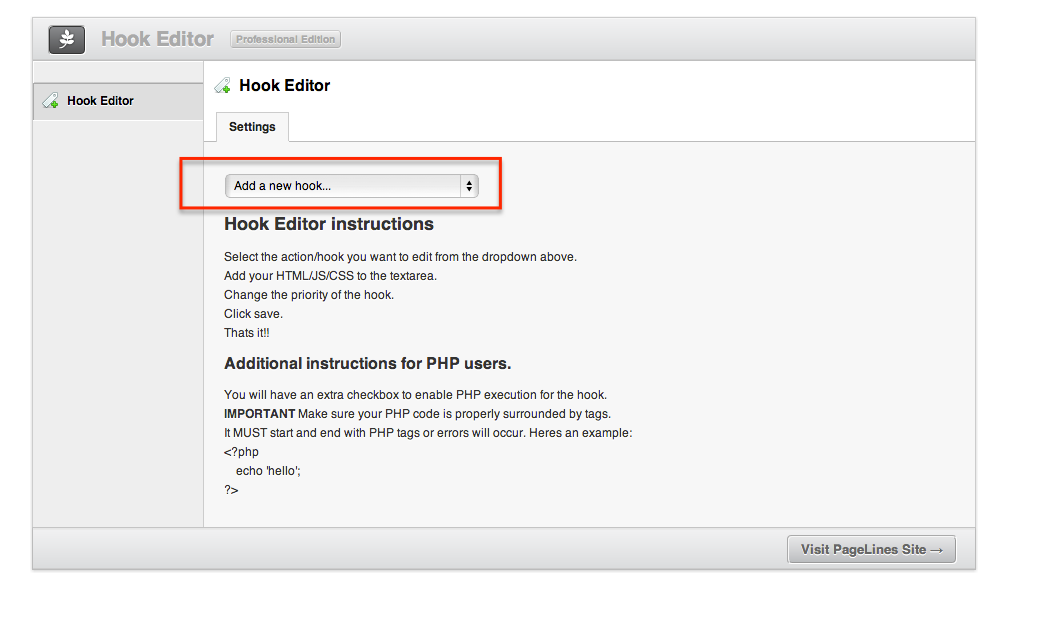 Hook Editor Professional Edition
Hook Editor
Hook Editor
Settings
Add a new hook...
Hook Editor instructions
Select the action/hook you want to edit from the dropdown above.
Add your HTML/JS/CSS to the textarea.
Change the priority of the hook.
Click save.
Thats it!!
Additional instructions for PHP users.
You will have an extra checkbox to enable PHP execution for the hook.
IMPORTANT Make sure your PHP code is properly surrounded by tags.
It MUST start and end with PHP tags or errors will occur. Heres an example:
<?php
echo 'hello';
?>
Visit PageLines Site →